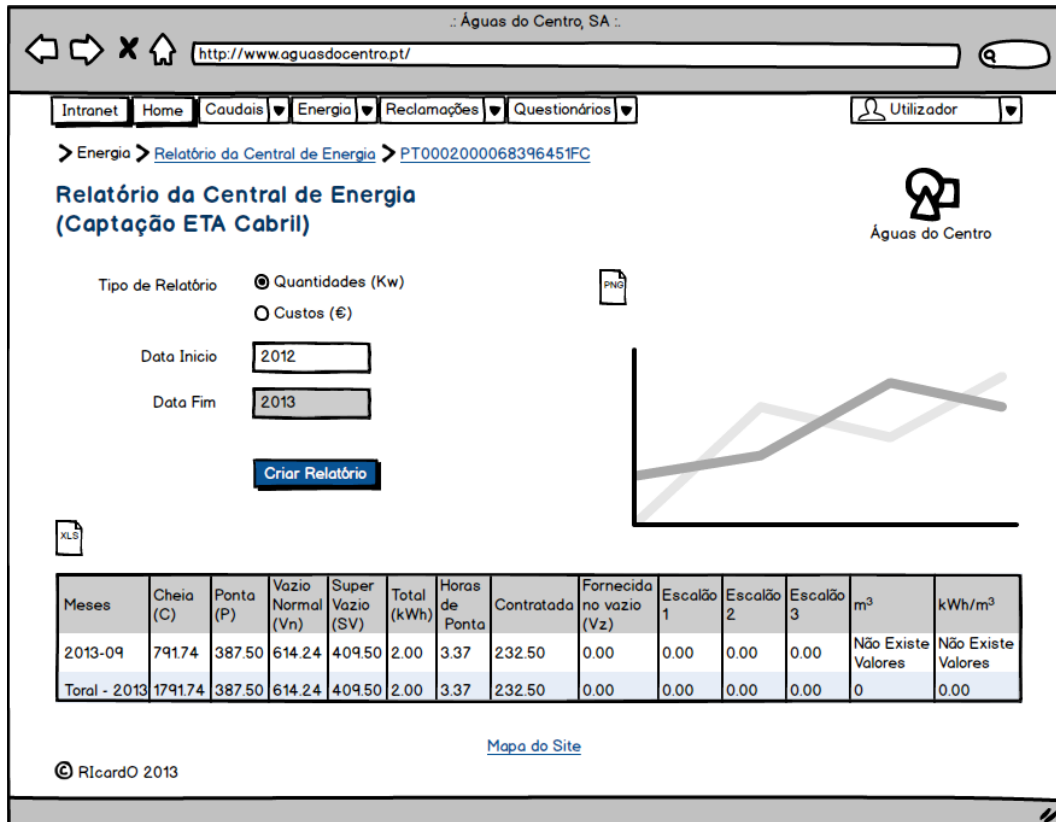 .: Águas do Centro, SA :.
http://www.aguasdocentro.pt/
Intranet Home Caudais Energia Reclamações Questionários Utilizador
Energia Relatório da Central de Energia PT0002000068396451FC
Relatório da Central de Energia
(Captação ETA Cabril)
Águas do Centro
Tipo de Relatório Quantidades (Kw)
Custos (€)
PNG
Data Inicio 2012
Data Fim 2013
Criar Relatório
XLS
Meses Cheia (C) Ponta (P) Vazio Normal (Vn) Super Vazio (SV) Total (kWh) Horas de Ponta Contratada Fornecida no vazio (Vz) Escalão 1 Escalão 2 Escalão 3 m³ kWh/m³
2013-09 791.74 387.50 614.24 409.50 2.00 3.37 232.50 0.00 0.00 0.00 0.00 Não Existe Valores Não Existe Valores
Toral - 2013 1791.74 387.50 614.24 409.50 2.00 3.37 232.50 0.00 0.00 0.00 0.00 0 0.00
Mapa do Site
© RIcardO 2013